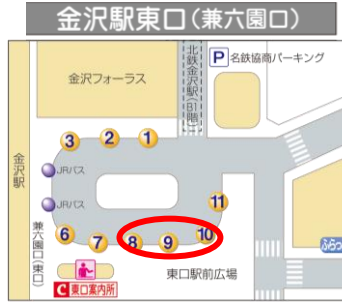 金沢駅東口(兼六園口)
北鉄金沢駅(B1階)
P 名鉄協商パーキング
金沢フォーラス
3
2
1
金沢駅
JRバス
JRバス
11
兼六園口(東口)
6
7
8
9
10
ふらっ
東口駅前広場
C 東口案内所